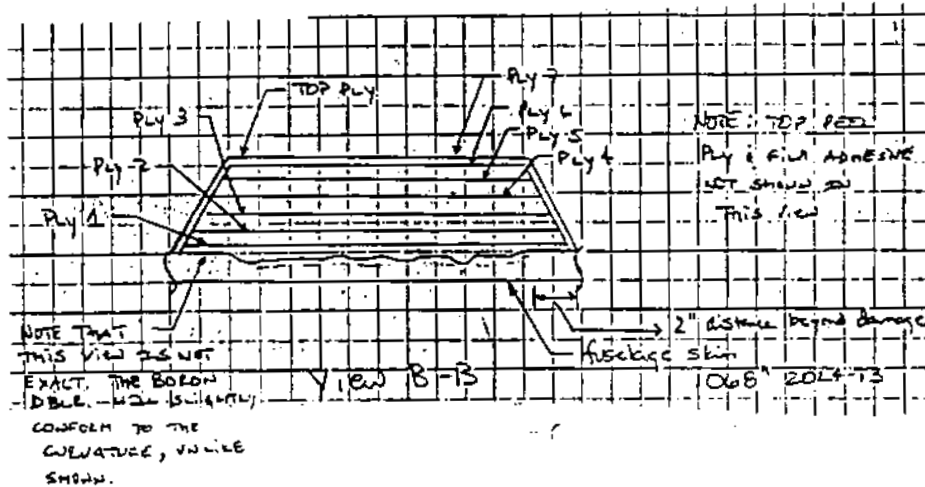 TOP PLY
PLY 7
PLY 6
PLY 5
PLY 4
PLY 3
PLY 2
PLY 1
NOTE: TOP PEEL
PLY & FILM ADHESIVE
NOT SHOWN IN
THIS VIEW
2" distance beyond damage
fuselage skin
.068" 2024-T3
View B-B
NOTE THAT
THIS VIEW IS NOT
EXACT. THE BORON
DBLR. WILL SLIGHTLY
CONFORM TO THE
CURVATURE, UNLIKE
SHOWN.